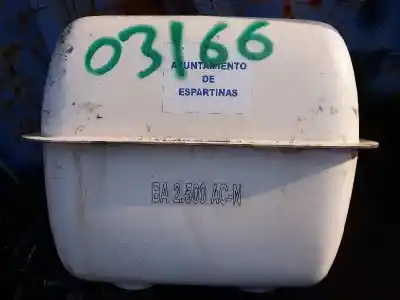 03166
AYUNTAMIENTO
DE
ESPARTINAS
BA 2.500 AC-N